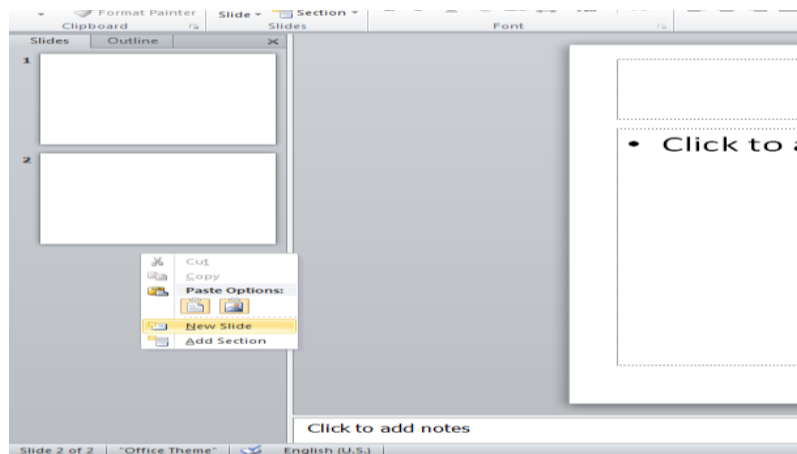 Format Painter
Slide
Section
Clipboard
Slides
Font
Slides
Outline
1
2
Click to
Cut
Copy
Paste Options:
New Slide
Add Section
Click to add notes
Slide 2 of 2
"Office Theme"
English (U.S.)